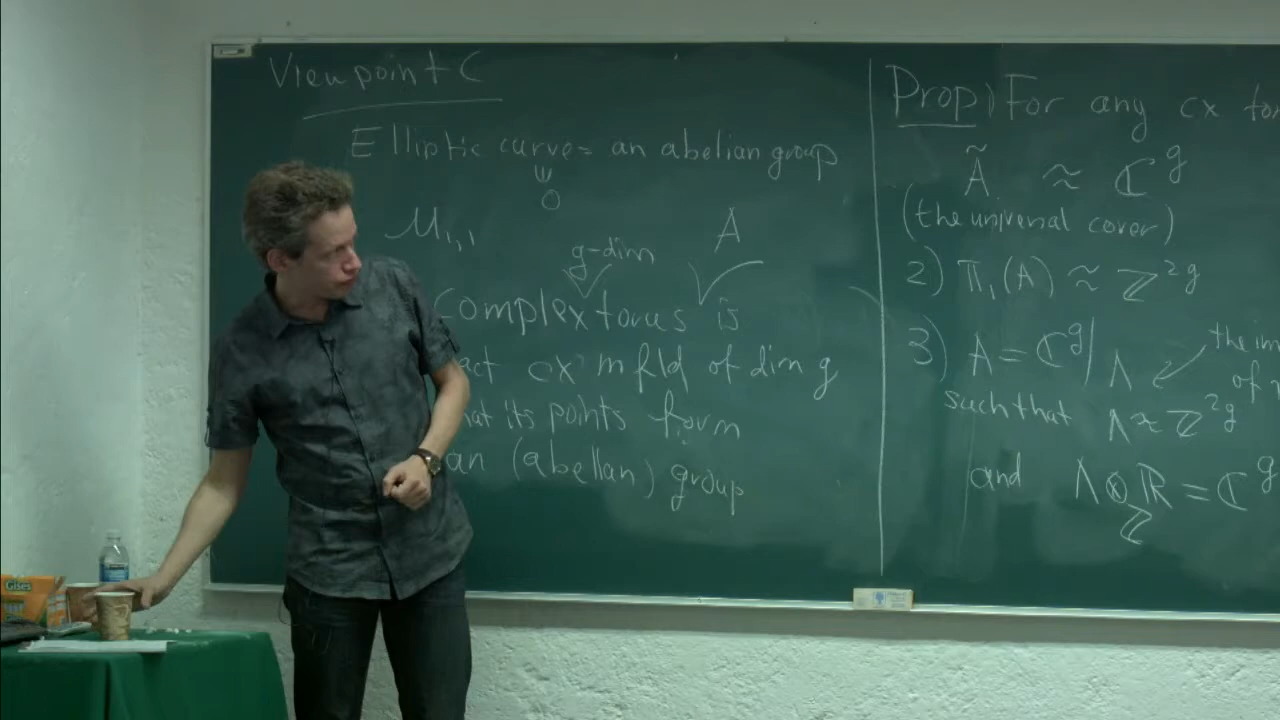 Viewpoint C
Elliptic curve = an abelian group
ψ
0
M₁,₁
g-dim
A
Complex torus is
act cx mfld of dim g
hat its points form
an (abelian) group
Prop) For any cx to
Ã ≈ ℂ^g
(the universal cover)
2) π₁(A) ≈ ℤ^2g
3) A = ℂ^g/Λ
the im
of
such that Λ ≈ ℤ^2g
and Λ⊗ℝ = ℂ^g
ℤ